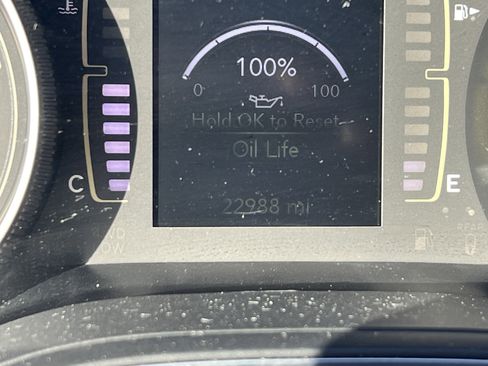 100%
0 100
Hold OK to Reset
Oil Life
C E
22988 mi